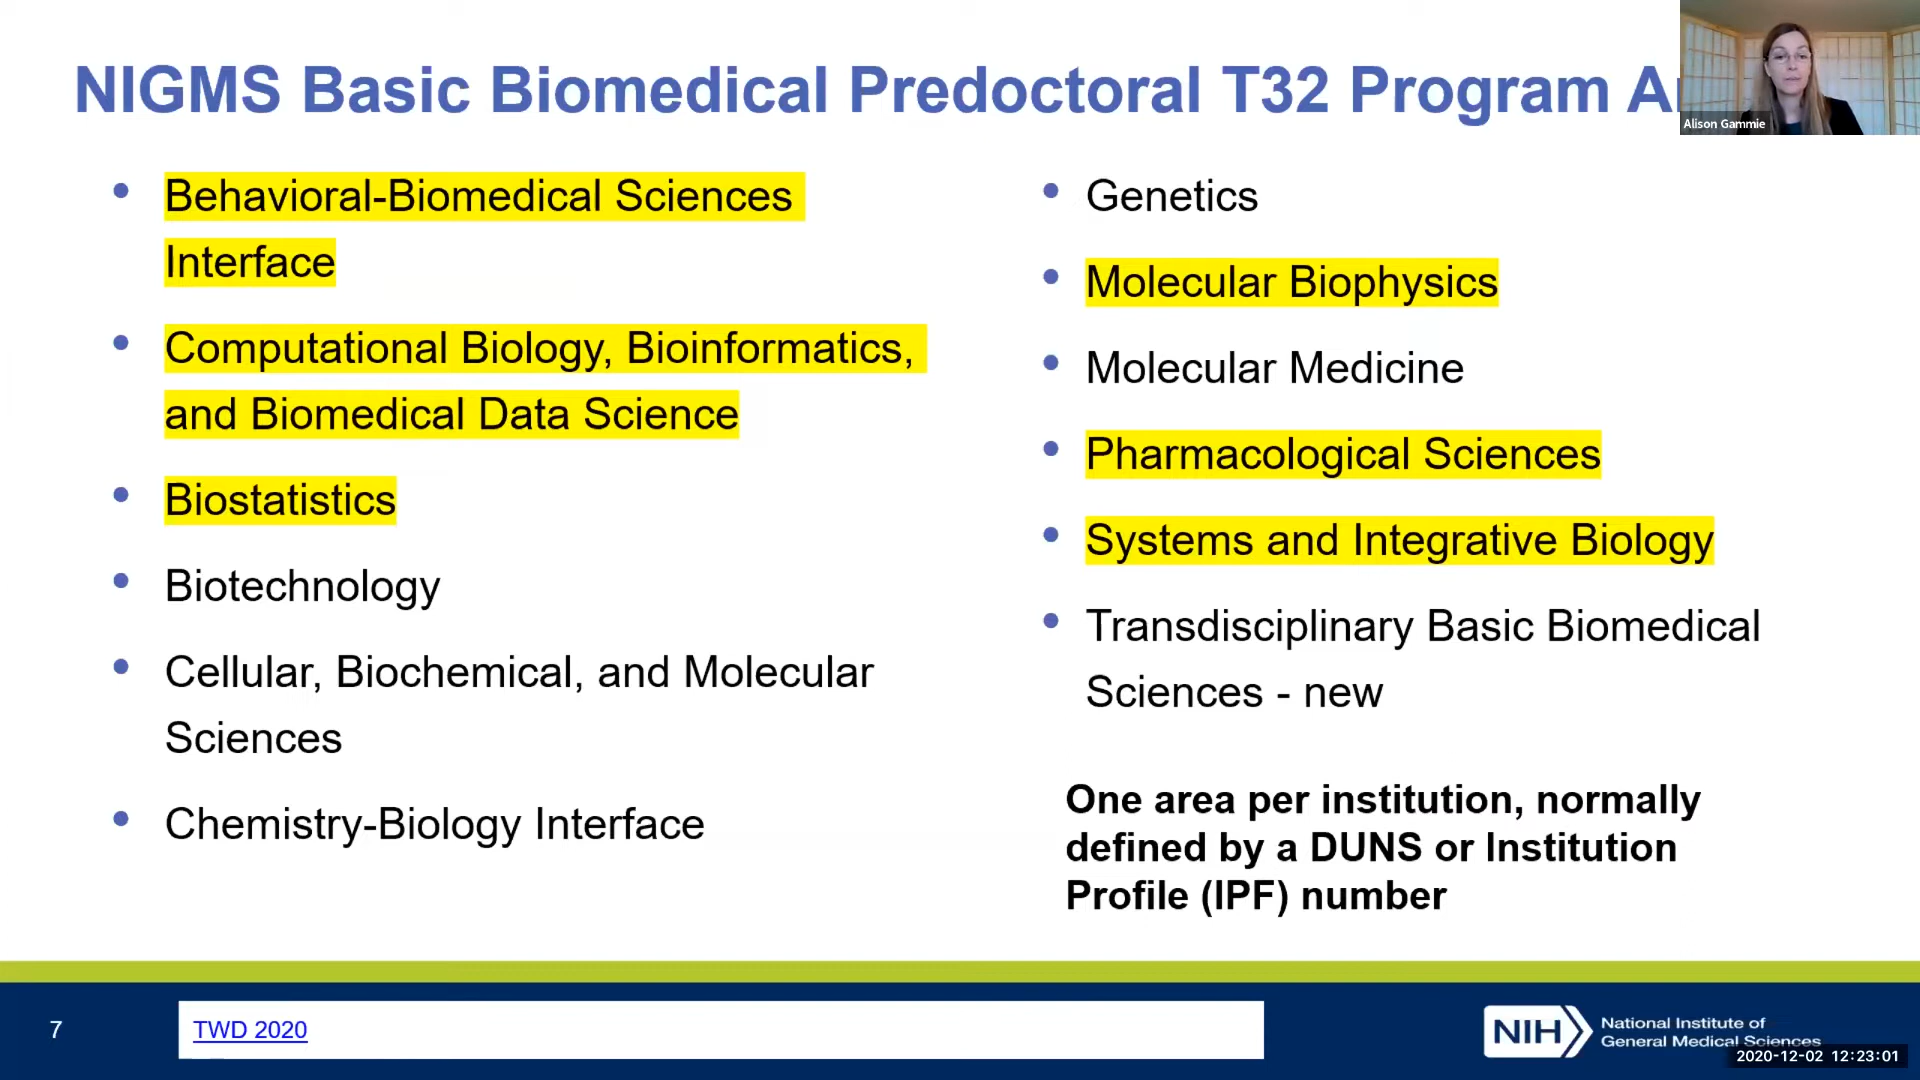 NIGMS Basic Biomedical Predoctoral T32 Program
Alison Gammie
Behavioral-Biomedical Sciences
Interface
Computational Biology, Bioinformatics,
and Biomedical Data Science
Biostatistics
Biotechnology
Cellular, Biochemical, and Molecular
Sciences
Chemistry-Biology Interface
Genetics
Molecular Biophysics
Molecular Medicine
Pharmacological Sciences
Systems and Integrative Biology
Transdisciplinary Basic Biomedical
Sciences - new
One area per institution, normally
defined by a DUNS or Institution
Profile (IPF) number
7
TWD 2020
NIH
National Institute of
General Medical Sciences
2020-12-02 12:23:01